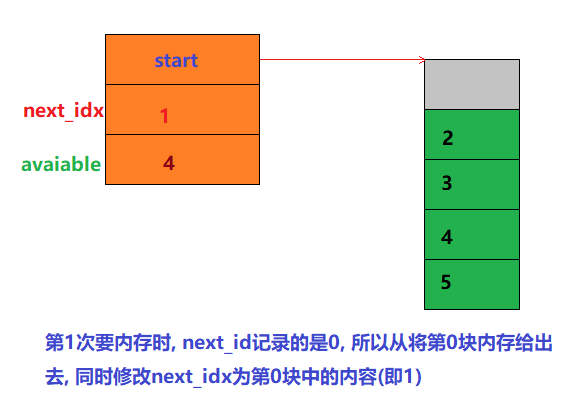 start
next_idx
1
avaiable
4
2
3
4
5
第1次要内存时, next_id记录的是0, 所以从将第0块内存给出
去, 同时修改next_idx为第0块中的内容(即1)